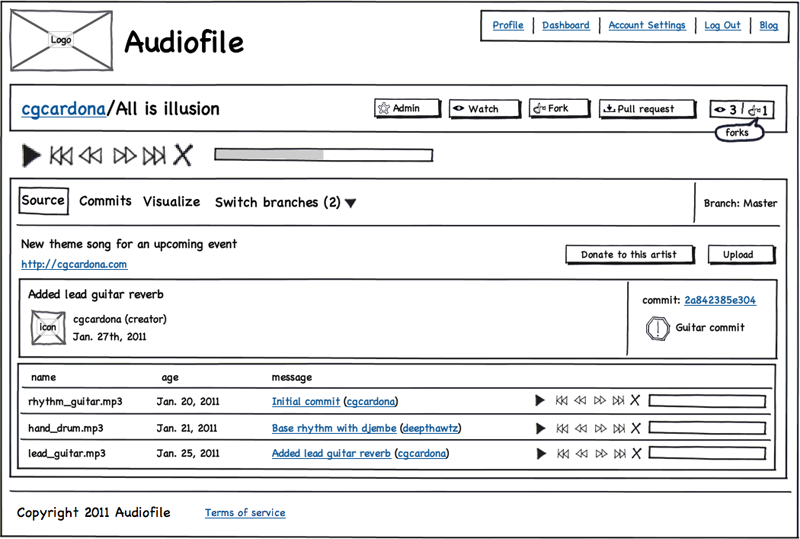 Logo
Audiofile
Profile | Dashboard | Account Settings | Log Out | Blog
cgcardona/All is illusion
Admin
Watch
Fork
Pull request
3 / 1
forks
Source Commits Visualize Switch branches (2)
Branch: Master
New theme song for an upcoming event
http://cgcardona.com
Donate to this artist
Upload
Added lead guitar reverb
icon
cgcardona (creator)
Jan. 27th, 2011
commit: 2a842385e304
Guitar commit
name age message
rhythm_guitar.mp3 Jan. 20, 2011 Initial commit (cgcardona)
hand_drum.mp3 Jan. 21, 2011 Base rhythm with djembe (deepthawtz)
lead_guitar.mp3 Jan. 25, 2011 Added lead guitar reverb (cgcardona)
Copyright 2011 Audiofile
Terms of service